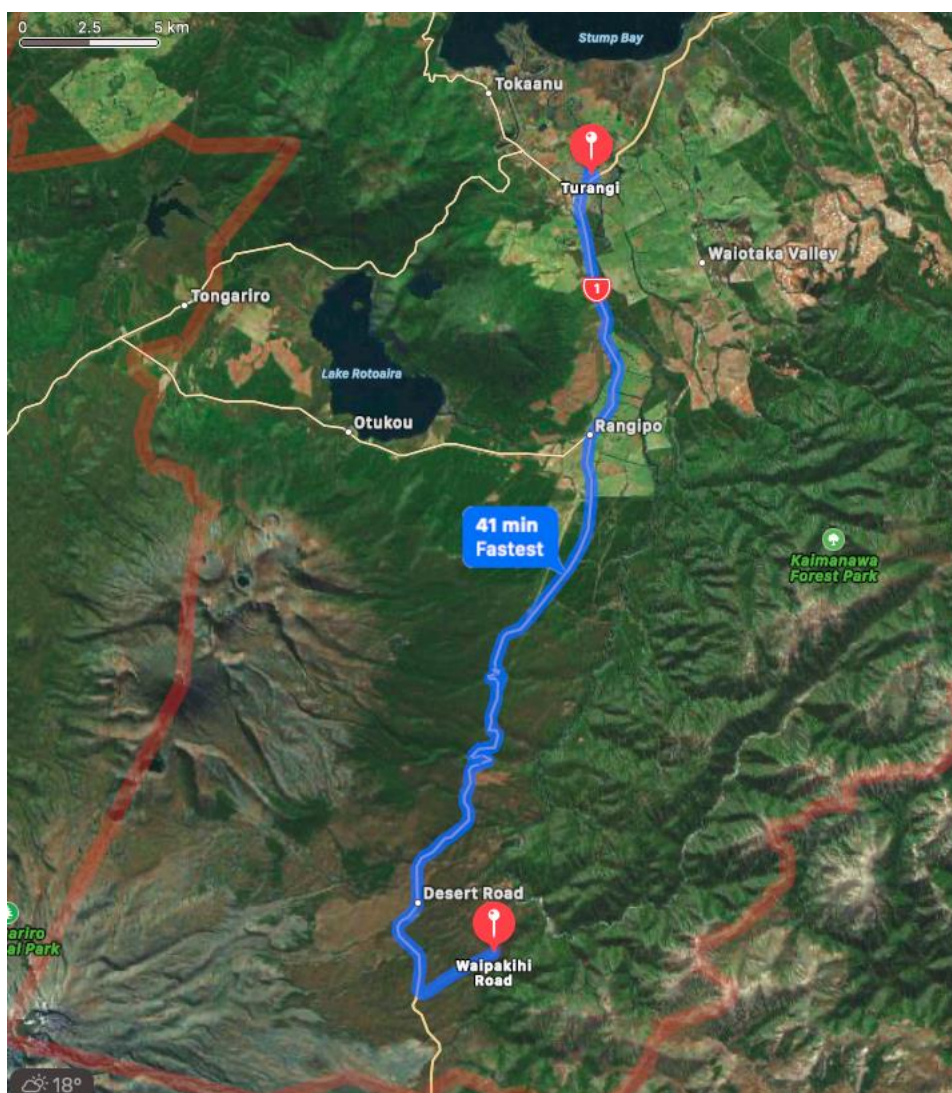 0 2.5 5 km
Stump Bay
Tokaanu
Turangi
Waiotaka Valley
1
Tongariro
Lake Rotoaira
Otukou
Rangipo
41 min
Fastest
Kaimanawa
Forest Park
Desert Road
ariro
al Park
Waipakihi
Road
18°